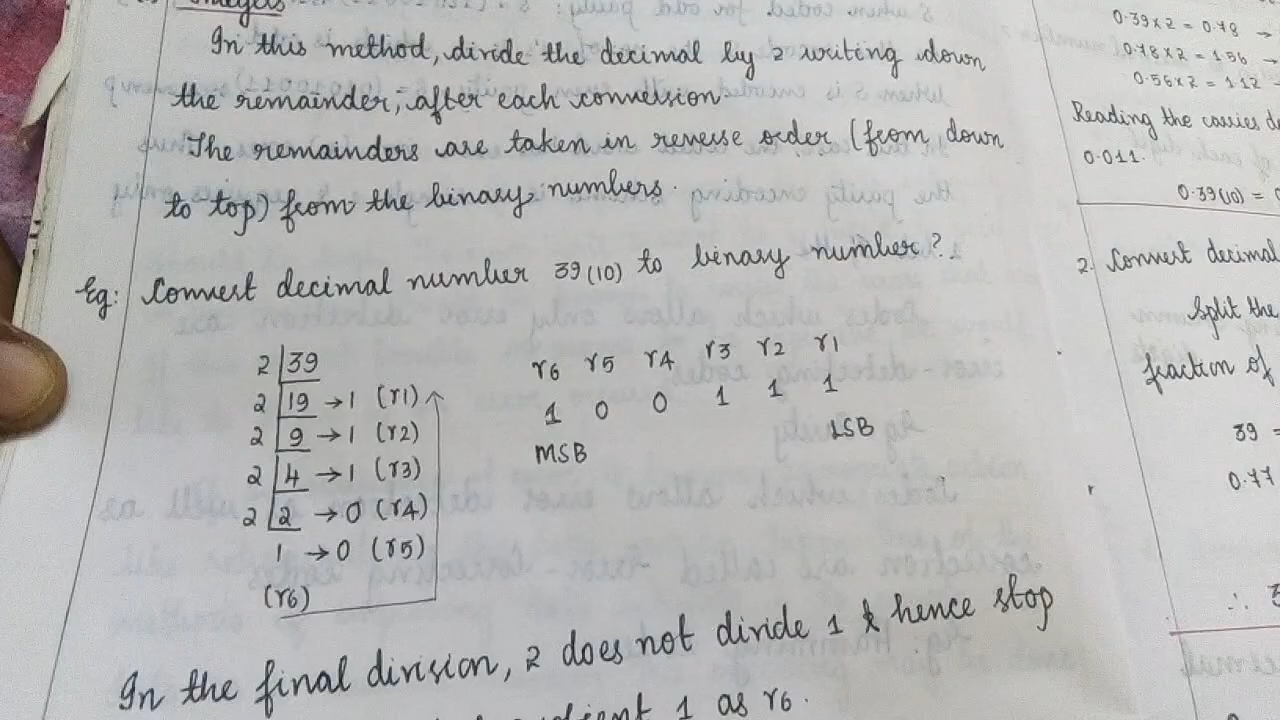 Integers
In this method, divide the decimal by 2 writing down
the remainder, after each conversion
The remainders are taken in reverse order (from down
to top) from the binary numbers.
Eg: Convert decimal number 39(10) to binary number?
2 | 39
2 | 19 → 1 (r1)
2 | 9 → 1 (r2)
2 | 4 → 1 (r3)
2 | 2 → 0 (r4)
1 → 0 (r5)
(r6)
r6 r5 r4 r3 r2 r1
1 0 0 1 1 1
MSB LSB
In the final division, 2 does not divide 1 & hence stop
1 as r6.
0.39x2 = 0.78 →
0.78x2 = 1.56 →
0.56x2 = 1.12
Reading the carries
0.011.
0.39(10) =
2. Convert decimal
Split the
fraction of
39 =
0.77
∴